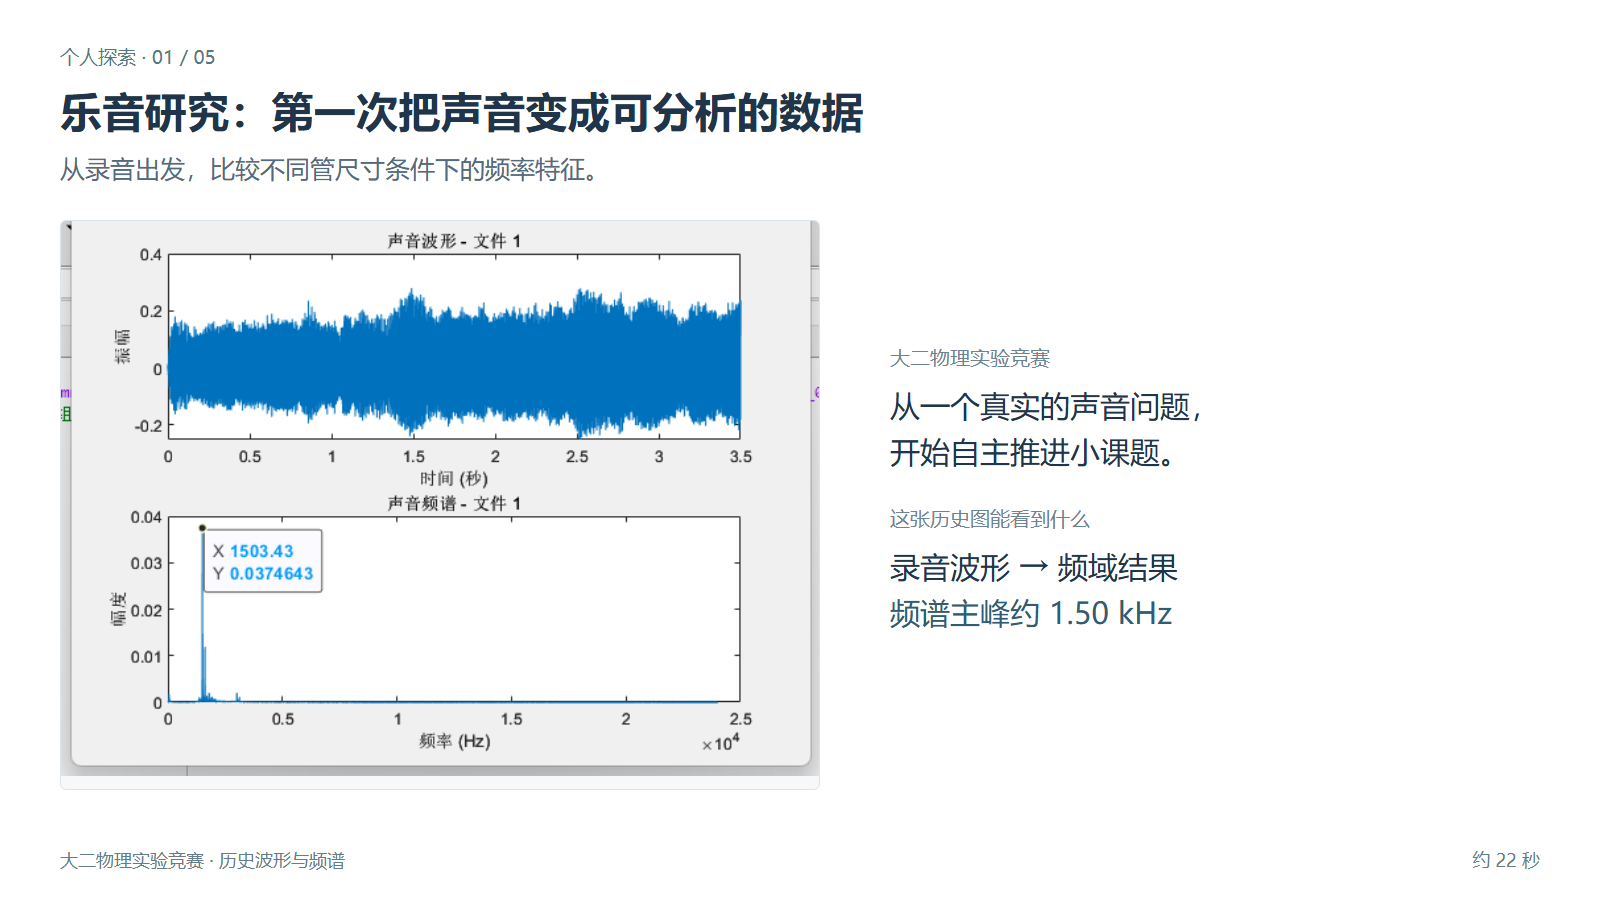 个人探索 · 01 / 05
乐音研究：第一次把声音变成可分析的数据
从录音出发，比较不同管尺寸条件下的频率特征。
声音波形 - 文件 1
0.4
0.2
0
-0.2
振幅
0 0.5 1 1.5 2 2.5 3 3.5
时间 (秒)
声音频谱 - 文件 1
0.04
0.03
0.02
0.01
0
幅度
X 1503.43
Y 0.0374643
0 0.5 1 1.5 2 2.5
频率 (Hz)
×10⁴
大二物理实验竞赛
从一个真实的声音问题，
开始自主推进小课题。
这张历史图能看到什么
录音波形 → 频域结果
频谱主峰约 1.50 kHz
大二物理实验竞赛 · 历史波形与频谱
约 22 秒